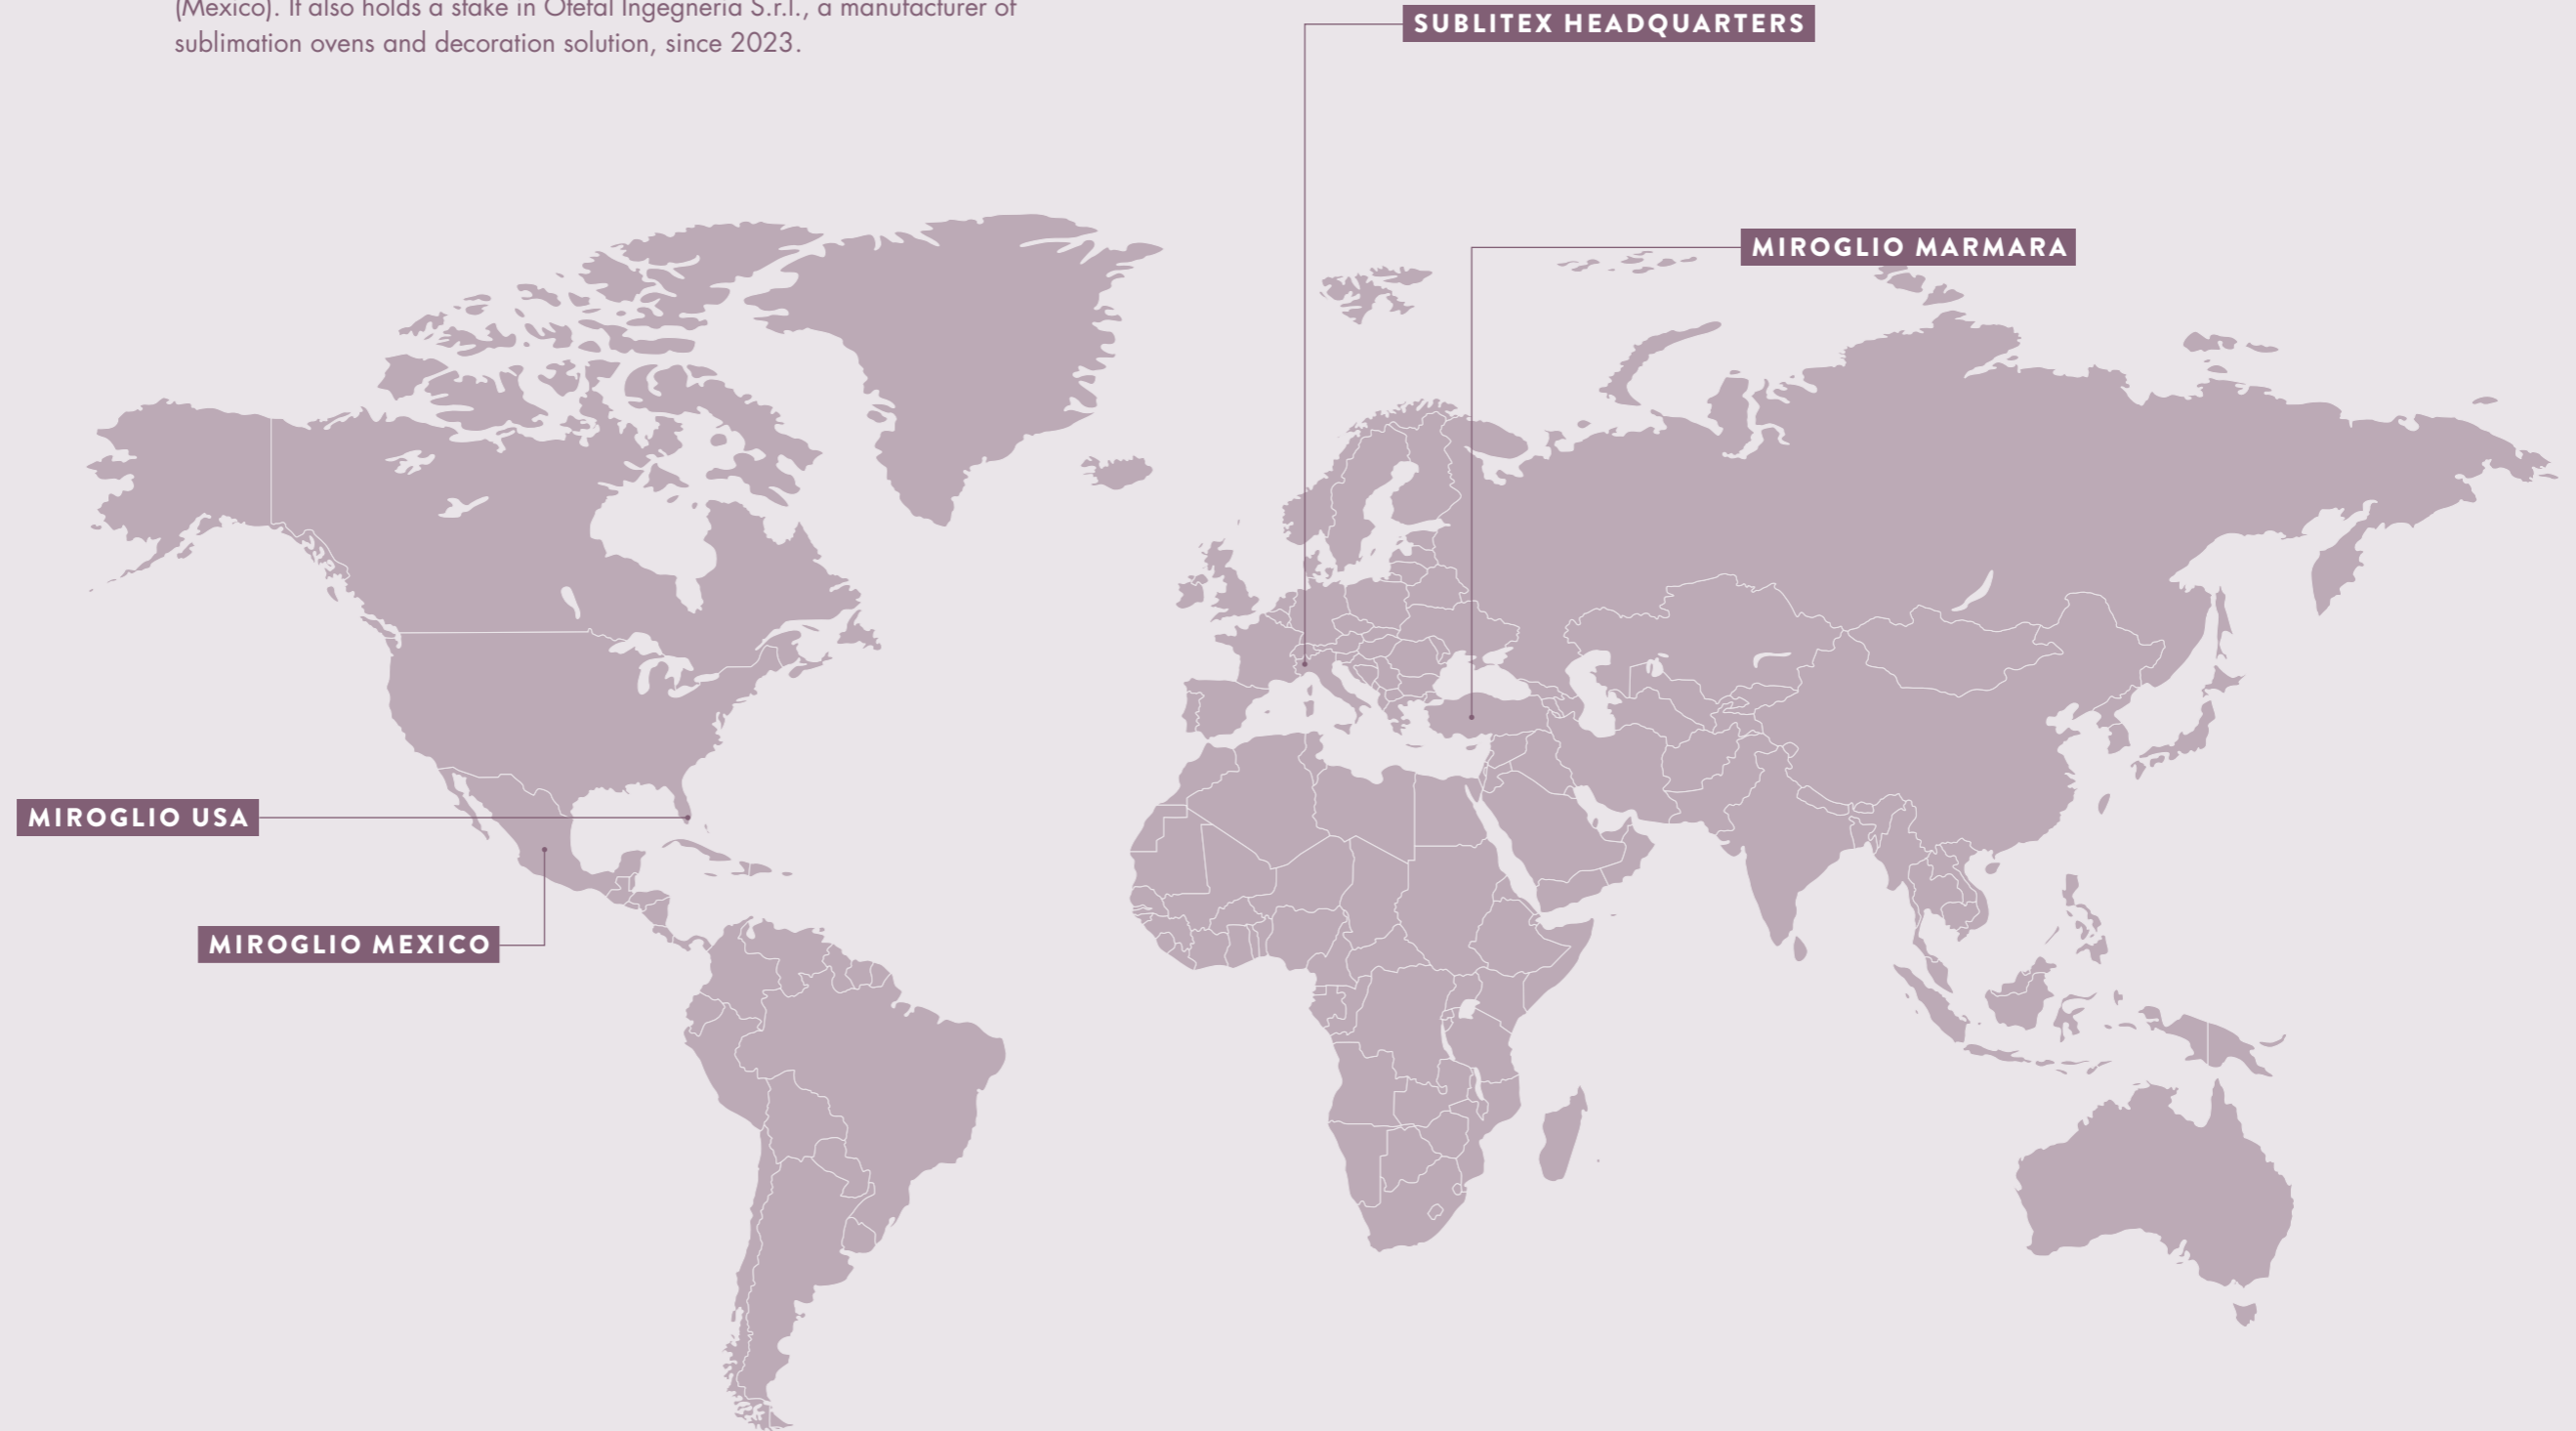 (Mexico). It also holds a stake in Ofetal Ingegneria S.r.l., a manufacturer of
sublimation ovens and decoration solution, since 2023.
SUBLITEX HEADQUARTERS
MIROGLIO MARMARA
MIROGLIO USA
MIROGLIO MEXICO